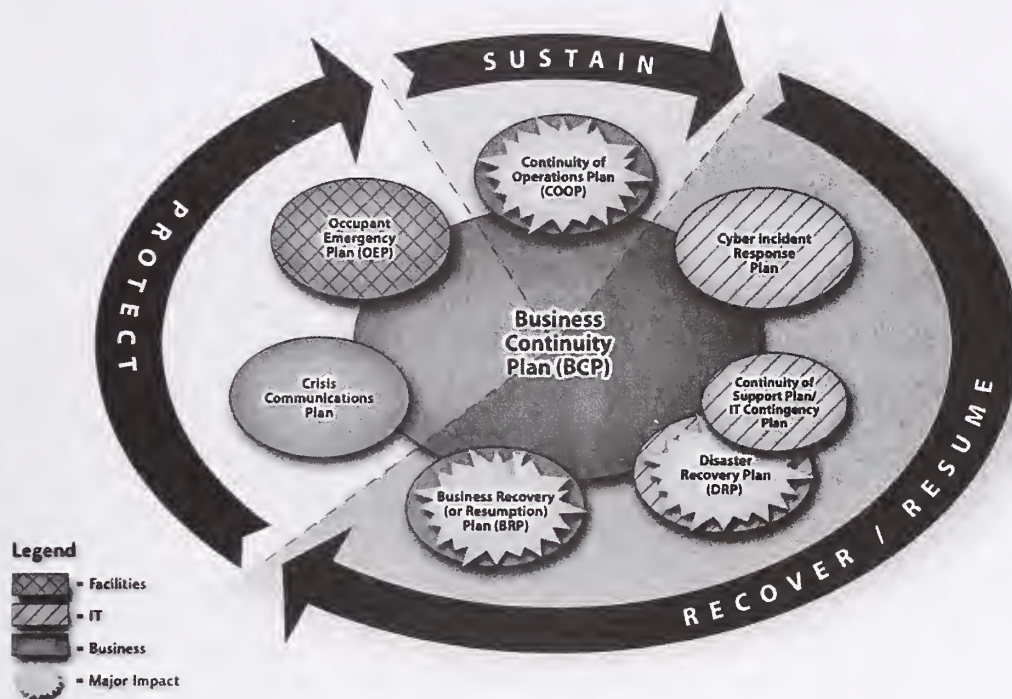 SUSTAIN
PROTECT
RECOVER / RESUME
Continuity of
Operations Plan
(COOP)
Occupant
Emergency
Plan (OEP)
Cyber Incident
Response
Plan
Business
Continuity
Plan (BCP)
Crisis
Communications
Plan
Continuity of
Support Plan/
IT Contingency
Plan
Disaster
Recovery Plan
(DRP)
Business Recovery
(or Resumption)
Plan (BRP)
Legend
= Facilities
= IT
= Business
= Major Impact